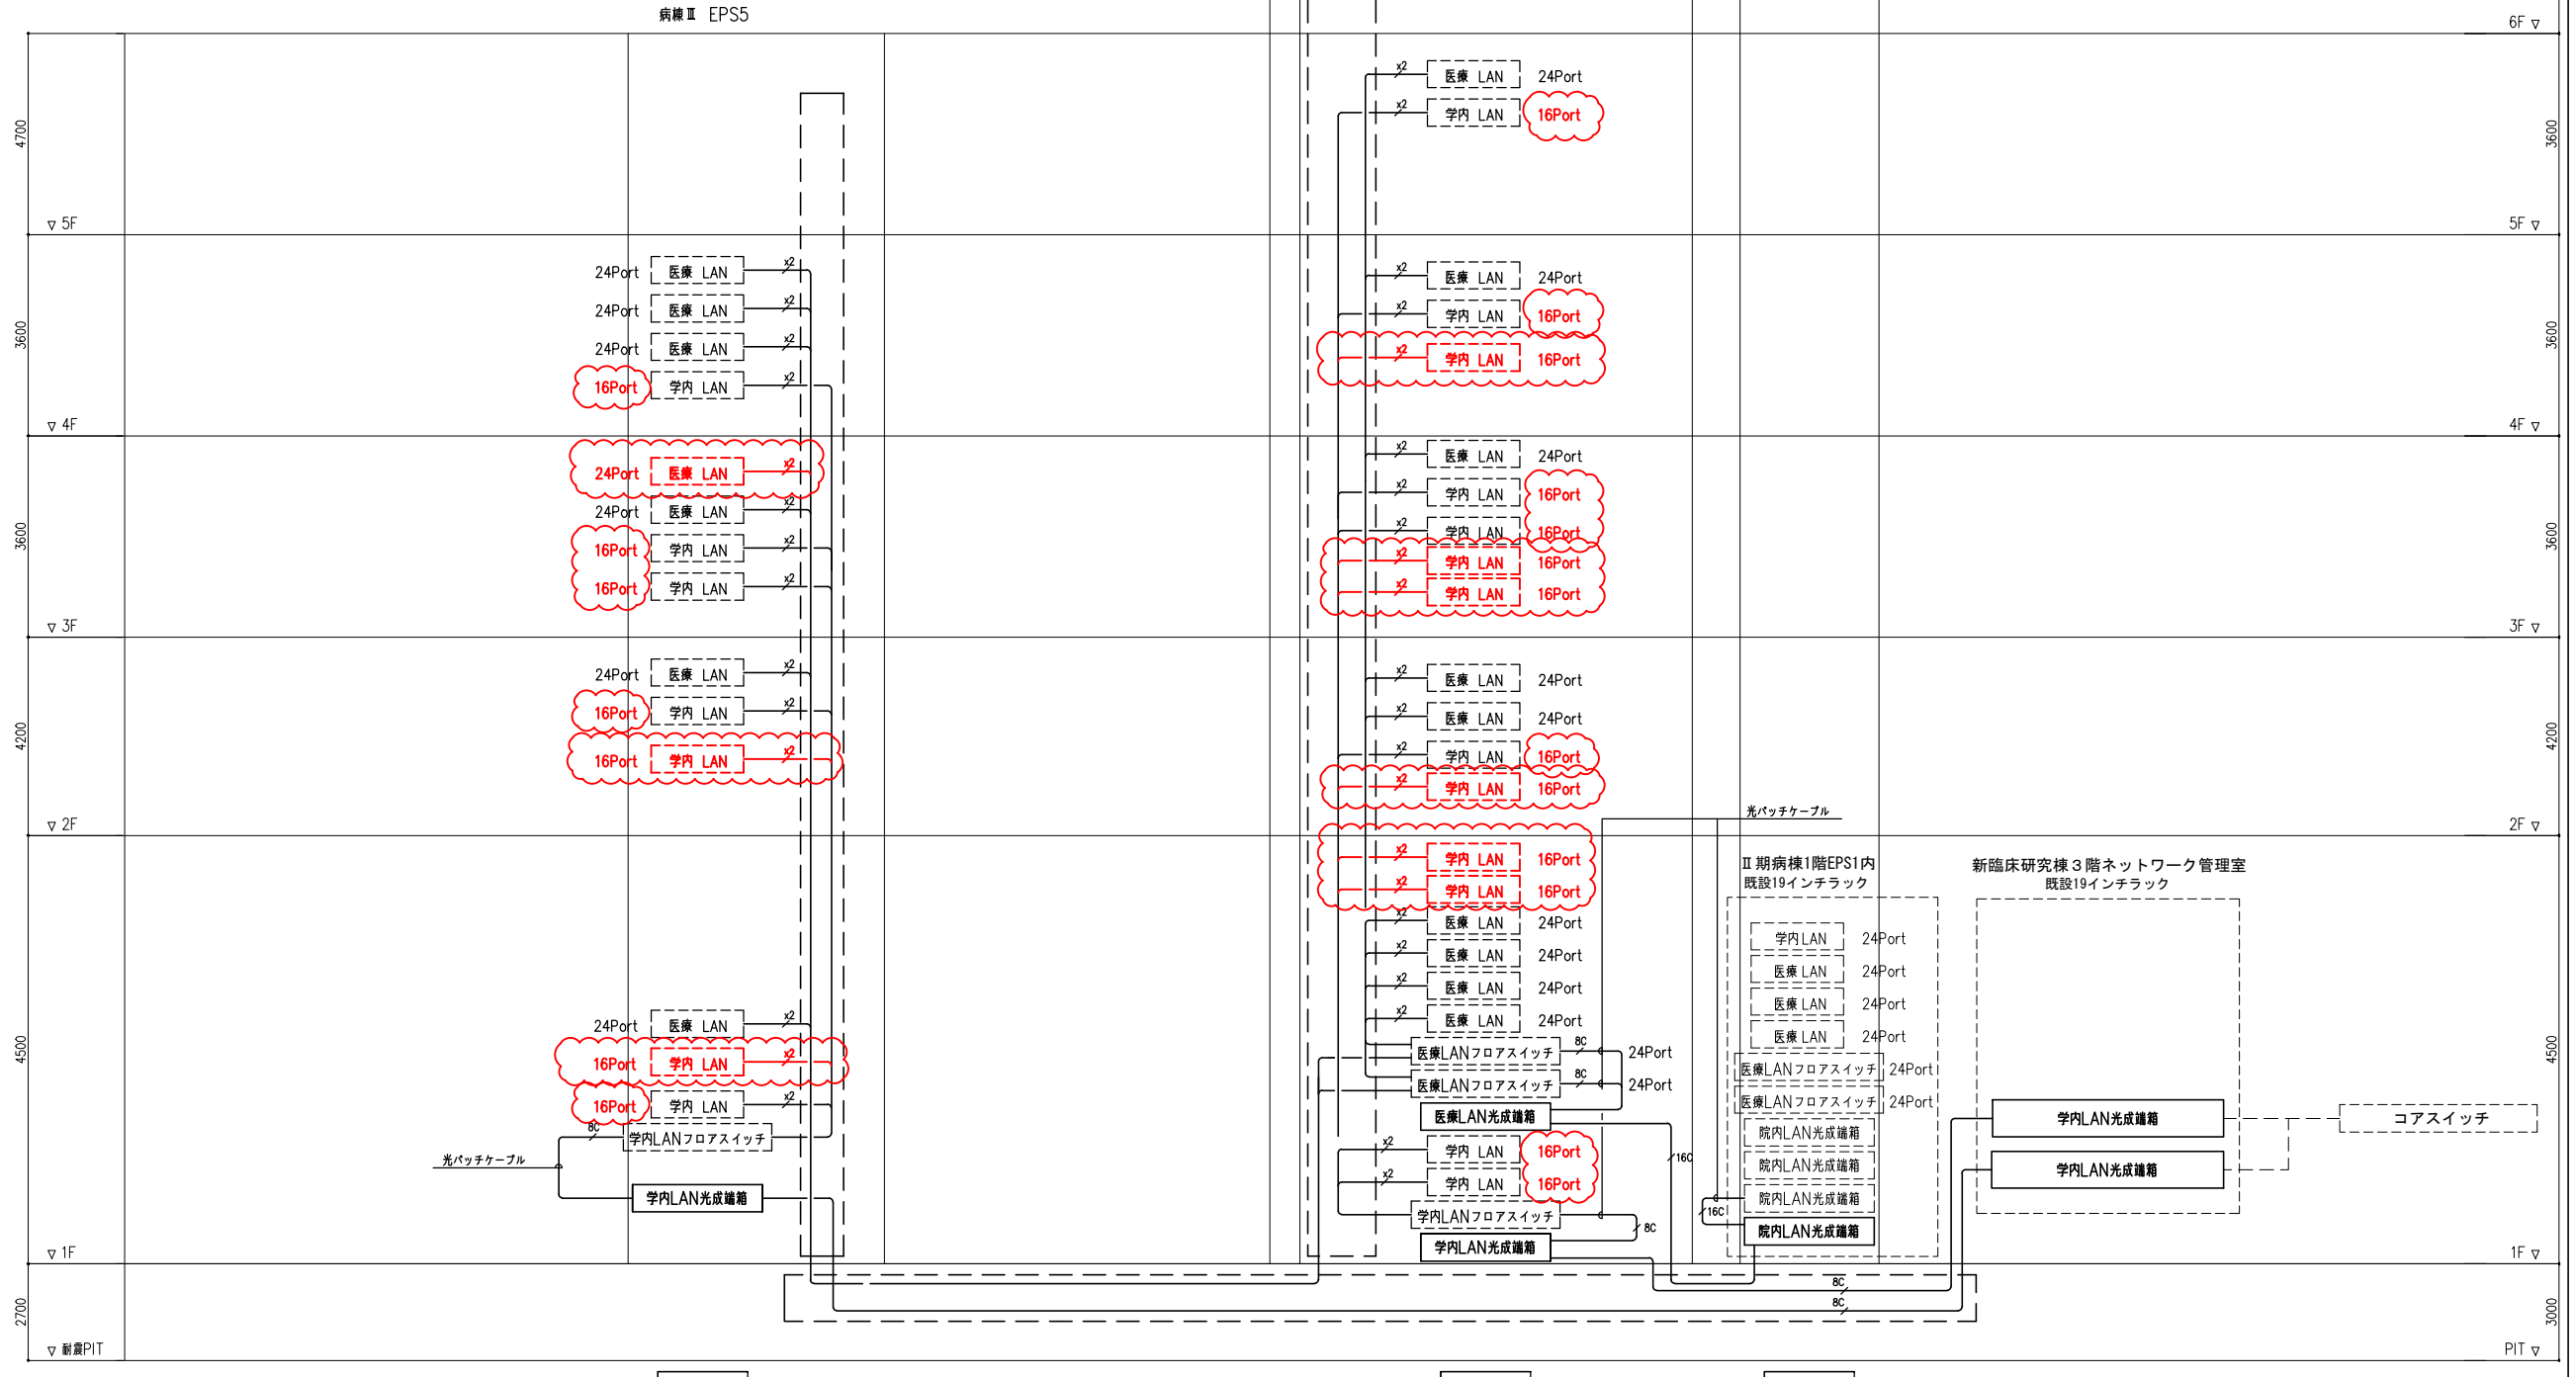 病棟Ⅲ EPS5
6F ▽
x2 医療 LAN 24Port
x2 学内 LAN 16Port
4700
3600
▽ 5F
5F ▽
24Port 医療 LAN x2
x2 医療 LAN 24Port
24Port 医療 LAN x2
x2 学内 LAN 16Port
3600
24Port 医療 LAN x2
x2 学内 LAN 16Port
3600
16Port 学内 LAN x2
▽ 4F
4F ▽
24Port 医療 LAN x2
x2 医療 LAN 24Port
24Port 医療 LAN x2
x2 学内 LAN 16Port
3600
16Port 学内 LAN x2
x2 学内 LAN 16Port
3600
16Port 学内 LAN x2
x2 学内 LAN 16Port
x2 学内 LAN 16Port
▽ 3F
3F ▽
24Port 医療 LAN x2
x2 医療 LAN 24Port
16Port 学内 LAN x2
x2 医療 LAN 24Port
4200
16Port 学内 LAN x2
x2 学内 LAN 16Port
4200
x2 学内 LAN 16Port
光パッチケーブル
▽ 2F
2F ▽
x2 学内 LAN 16Port
x2 学内 LAN 16Port
x2 医療 LAN 24Port
x2 医療 LAN 24Port
x2 医療 LAN 24Port
x2 医療 LAN 24Port
Ⅱ期病棟1階EPS1内
既設19インチラック
新臨床研究棟3階ネットワーク管理室
既設19インチラック
学内LAN 24Port
医療 LAN 24Port
医療 LAN 24Port
医療 LAN 24Port
医療LANフロアスイッチ 24Port
医療LANフロアスイッチ 24Port
院内LAN光成端箱
院内LAN光成端箱
院内LAN光成端箱
院内LAN光成端箱
16C
4500
24Port 医療 LAN x2
16Port 学内 LAN x2
16Port 学内 LAN x2
8C 学内LANフロアスイッチ
光パッチケーブル
学内LAN光成端箱
医療LANフロアスイッチ 8C 24Port
医療LANフロアスイッチ 8C 24Port
医療LAN光成端箱
16C
x2 学内 LAN 16Port
x2 学内 LAN 16Port
学内LANフロアスイッチ
8C
学内LAN光成端箱
学内LAN光成端箱
コアスイッチ
学内LAN光成端箱
4500
▽ 1F
1F ▽
8C
8C
2700
3000
▽ 耐震PIT
PIT ▽